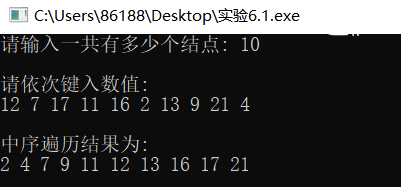 C:\Users\86188\Desktop\实验6.1.exe
请输入一共有多少个结点: 10
请依次键入数值:
12 7 17 11 16 2 13 9 21 4
中序遍历结果为:
2 4 7 9 11 12 13 16 17 21